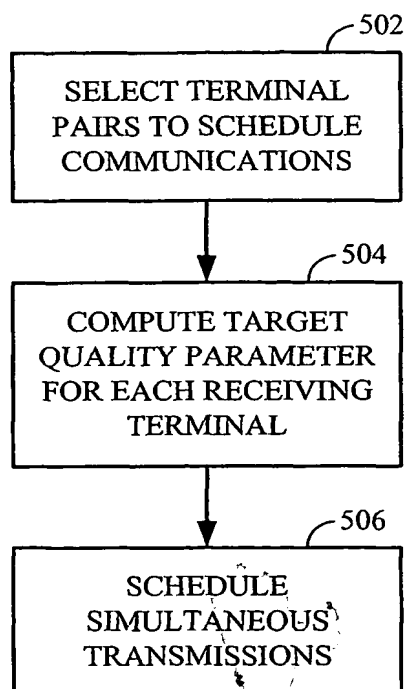 502
SELECT TERMINAL
PAIRS TO SCHEDULE
COMMUNICATIONS
504
COMPUTE TARGET
QUALITY PARAMETER
FOR EACH RECEIVING
TERMINAL
506
SCHEDULE
SIMULTANEOUS
TRANSMISSIONS